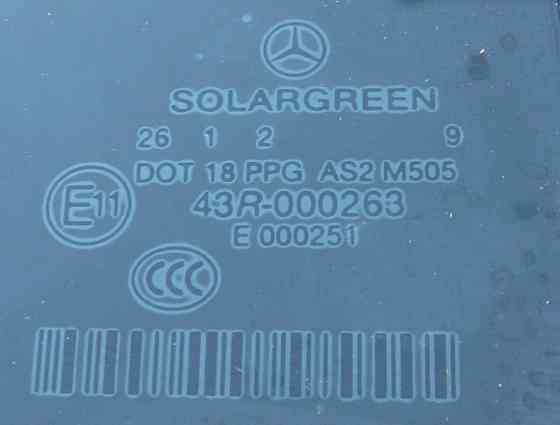 SOLARGREEN
26 1 2 9
DOT 18 PPG AS2 M505
E11 43R-000263
E 000251
CCC